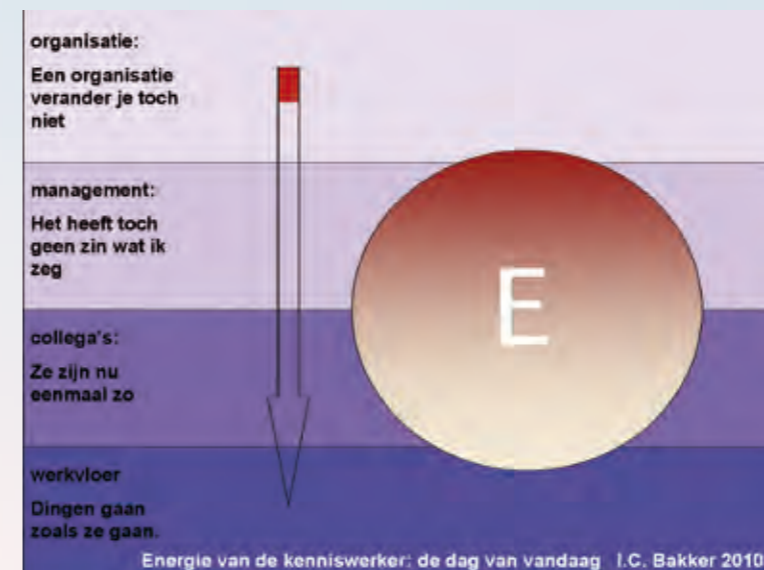 organisatie:
Een organisatie
verander je toch
niet
management:
Het heeft toch
geen zin wat ik
zeg
collega's:
Ze zijn nu
eenmaal zo
werkvloer
Dingen gaan
zoals ze gaan.
E
Energie van de kenniswerker: de dag van vandaag I.C. Bakker 2010